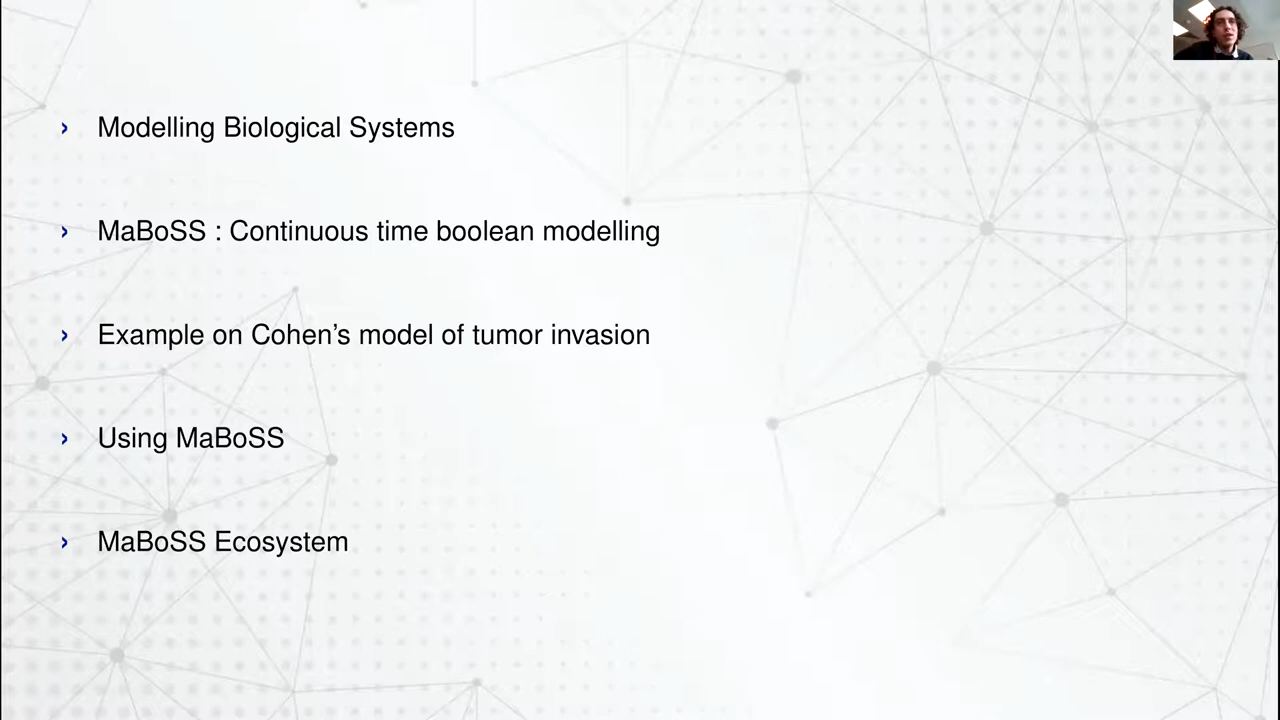 › Modelling Biological Systems
› MaBoSS : Continuous time boolean modelling
› Example on Cohen’s model of tumor invasion
› Using MaBoSS
› MaBoSS Ecosystem